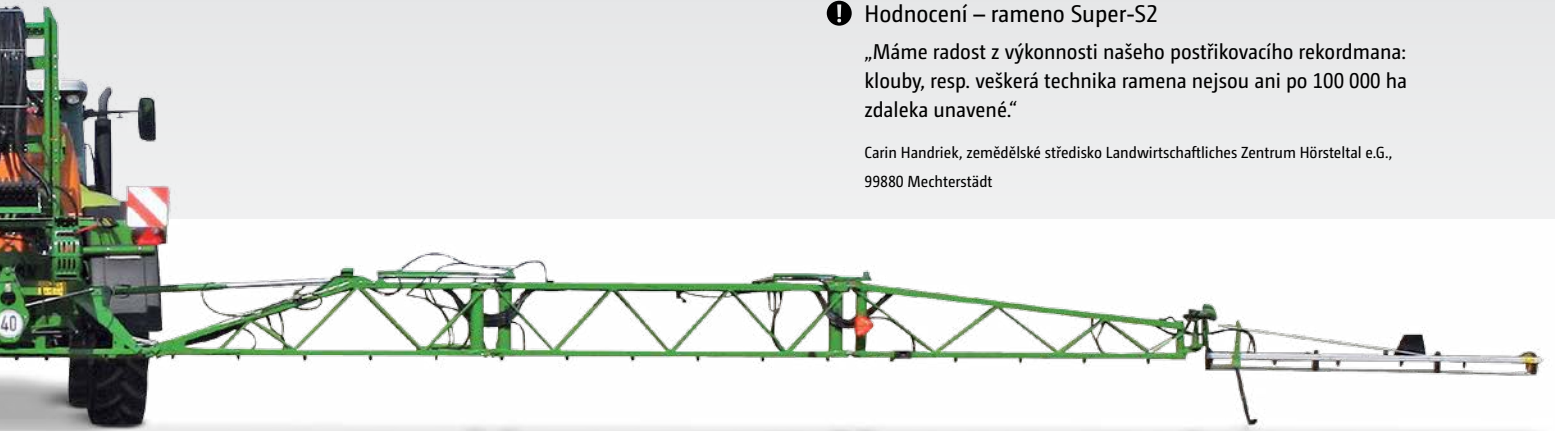 Hodnocení – rameno Super-S2
„Máme radost z výkonnosti našeho postřikovacího rekordmana:
klouby, resp. veškerá technika ramena nejsou ani po 100 000 ha
zdaleka unavené.“
Carin Handriek, zemědělské středisko Landwirtschaftliches Zentrum Hörsteltal e.G.,
99880 Mechterstädt
40